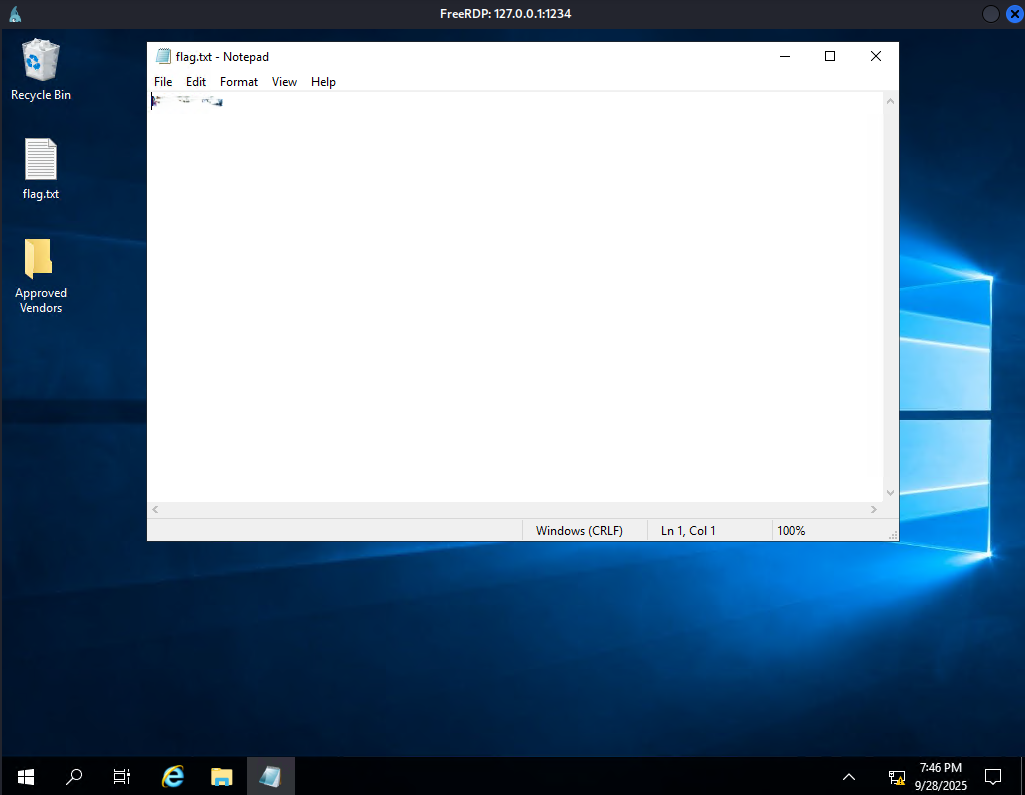 FreeRDP: 127.0.0.1:1234
Recycle Bin
flag.txt
Approved
Vendors
flag.txt - Notepad
File Edit Format View Help
Windows (CRLF) Ln 1, Col 1 100%
7:46 PM
9/28/2025